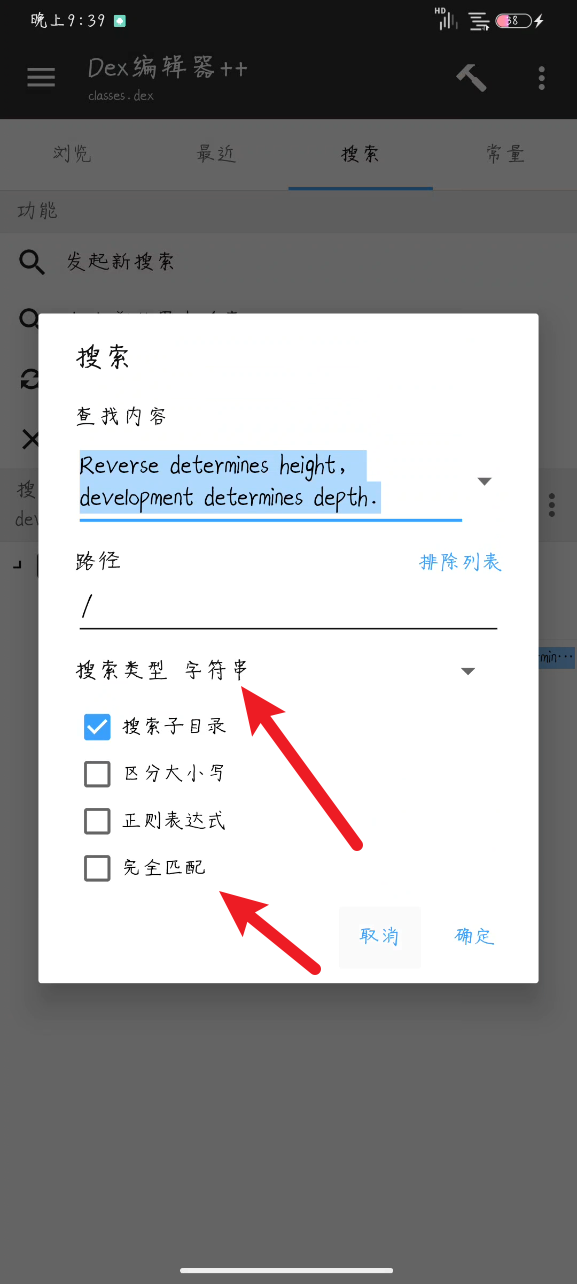 晚上9:39
HD
38
Dex编辑器++
classes.dex
浏览
最近
搜索
常量
功能
发起新搜索
搜索
查找内容
Reverse determines height,
development determines depth.
路径
排除列表
/
搜索类型 字符串
搜索子目录
区分大小写
正则表达式
完全匹配
取消
确定